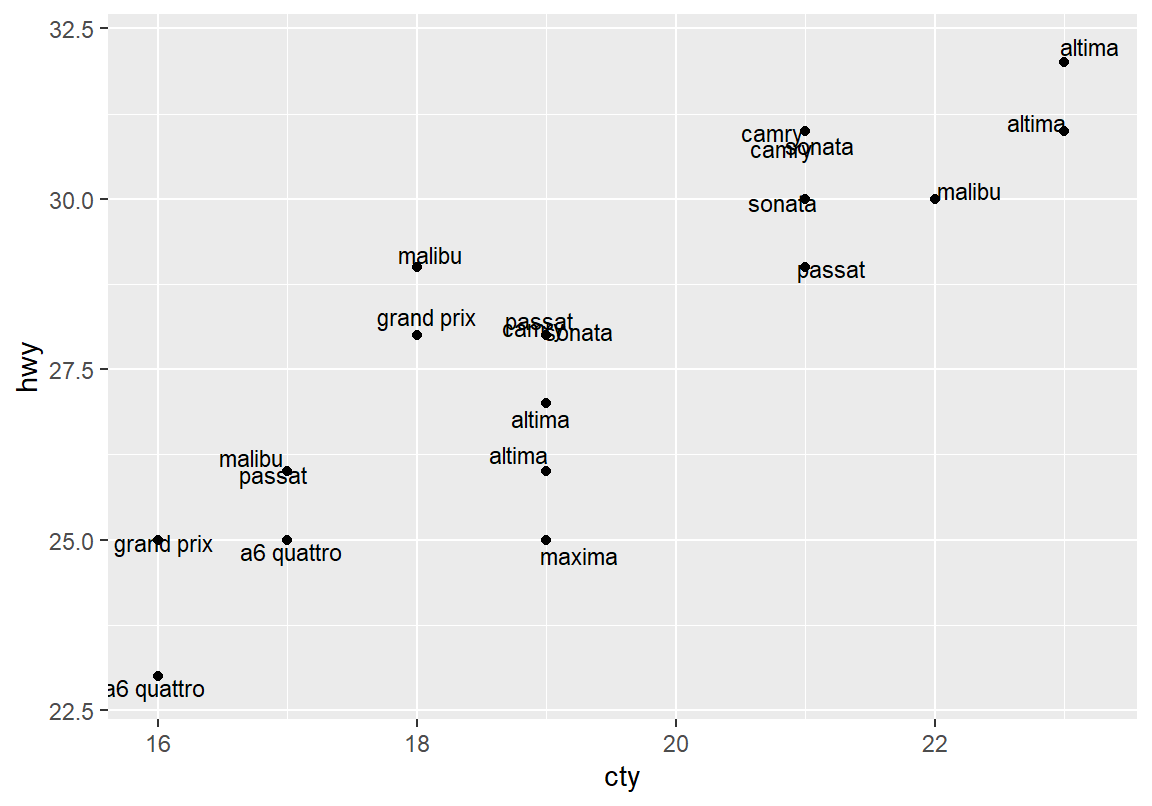 32.5
altima
camry
altima
camry
sonata
30.0
sonata
malibu
malibu
passat
grand prix
passat
camry
sonata
hwy
27.5
altima
malibu
altima
passat
25.0
grand prix
a6 quattro
maxima
a6 quattro
22.5
16
18
20
22
cty